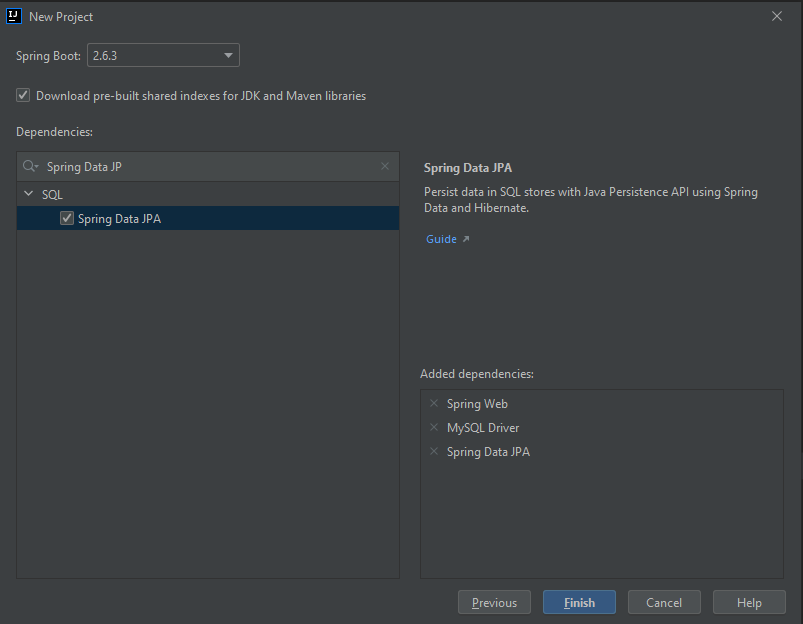 New Project
Spring Boot: 2.6.3
Download pre-built shared indexes for JDK and Maven libraries
Dependencies:
Spring Data JP
SQL
Spring Data JPA
Spring Data JPA
Persist data in SQL stores with Java Persistence API using Spring
Data and Hibernate.
Guide
Added dependencies:
Spring Web
MySQL Driver
Spring Data JPA
Previous
Finish
Cancel
Help